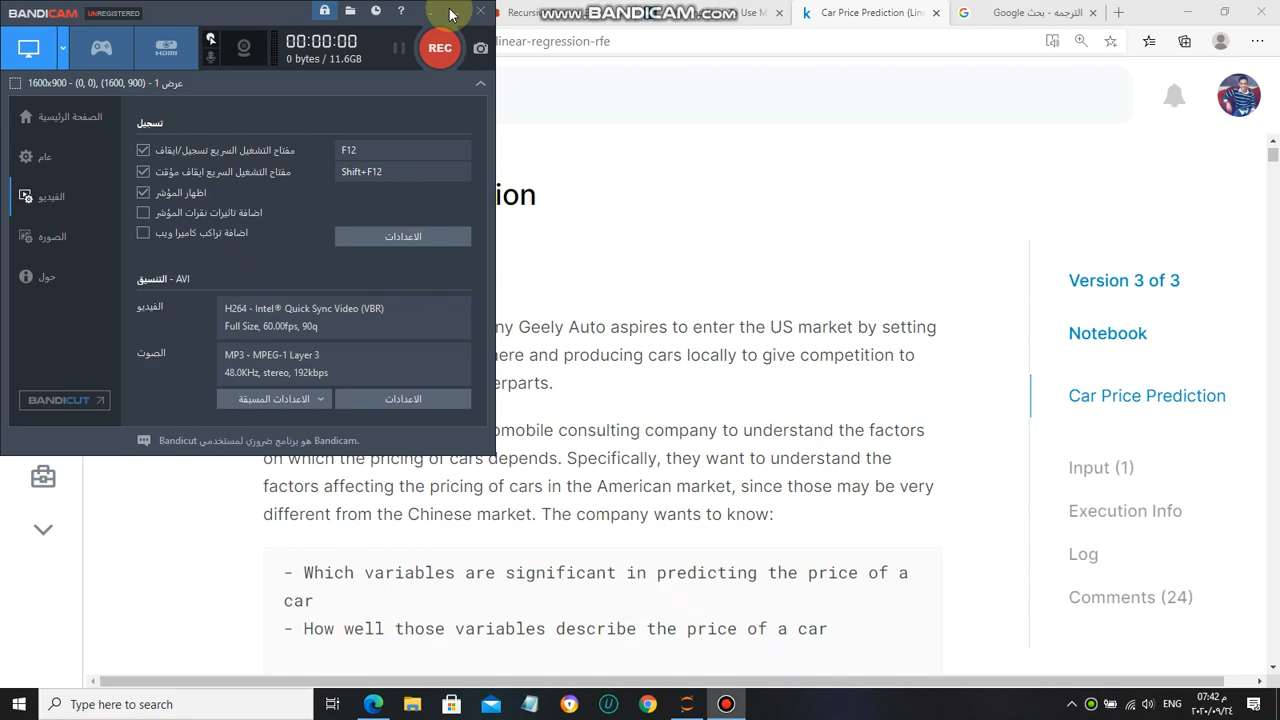 BANDICAM UNREGISTERED
www.BANDICAM.com
Recurs
Use M
Car Price Prediction (Lin
الترجمة - بحث Google
inear-regression-rfe
HDMI
00:00:00
0 bytes / 11.6GB
REC
1600x900 - (0, 0), (1600, 900) - عرض 1
الصفحة الرئيسية
عام
الفيديو
الصوره
حول
BANDICUT
تسجيل
مفتاح التشغيل السريع تسجيل/ايقاف
F12
مفتاح التشغيل السريع ايقاف مؤقت
Shift+F12
اظهار المؤشر
اضافة تاثيرات نقرات المؤشر
اضافة تراكب كاميرا ويب
الاعدادات
التنسيق - AVI
الفيديو
H264 - Intel® Quick Sync Video (VBR)
Full Size, 60.00fps, 90q
الصوت
MP3 - MPEG-1 Layer 3
48.0KHz, stereo, 192kbps
الاعدادات المسبقة
الاعدادات
Bandicut هو برنامج ضروري لمستخدمي Bandicam.
ion
ny Geely Auto aspires to enter the US market by setting
here and producing cars locally to give competition to
erparts.
omobile consulting company to understand the factors
on which the pricing of cars depends. Specifically, they want to understand the
factors affecting the pricing of cars in the American market, since those may be very
different from the Chinese market. The company wants to know:
- Which variables are significant in predicting the price of a
car
- How well those variables describe the price of a car
Version 3 of 3
Notebook
Car Price Prediction
Input (1)
Execution Info
Log
Comments (24)
Type here to search
ENG
07:42 م
٢٠٢٠/٠٩/٢٤